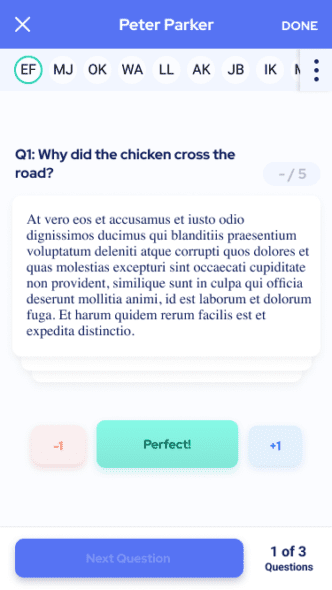 Peter Parker
DONE
EF MJ OK WA LL AK JB IK
Q1: Why did the chicken cross the
road?
- / 5
At vero eos et accusamus et iusto odio
dignissimos ducimus qui blanditiis praesentium
voluptatum deleniti atque corrupti quos dolores et
quas molestias excepturi sint occaecati cupiditate
non provident, similique sunt in culpa qui officia
deserunt mollitia animi, id est laborum et dolorum
fuga. Et harum quidem rerum facilis est et
expedita distinctio.
-1
Perfect!
+1
Next Question
1 of 3
Questions